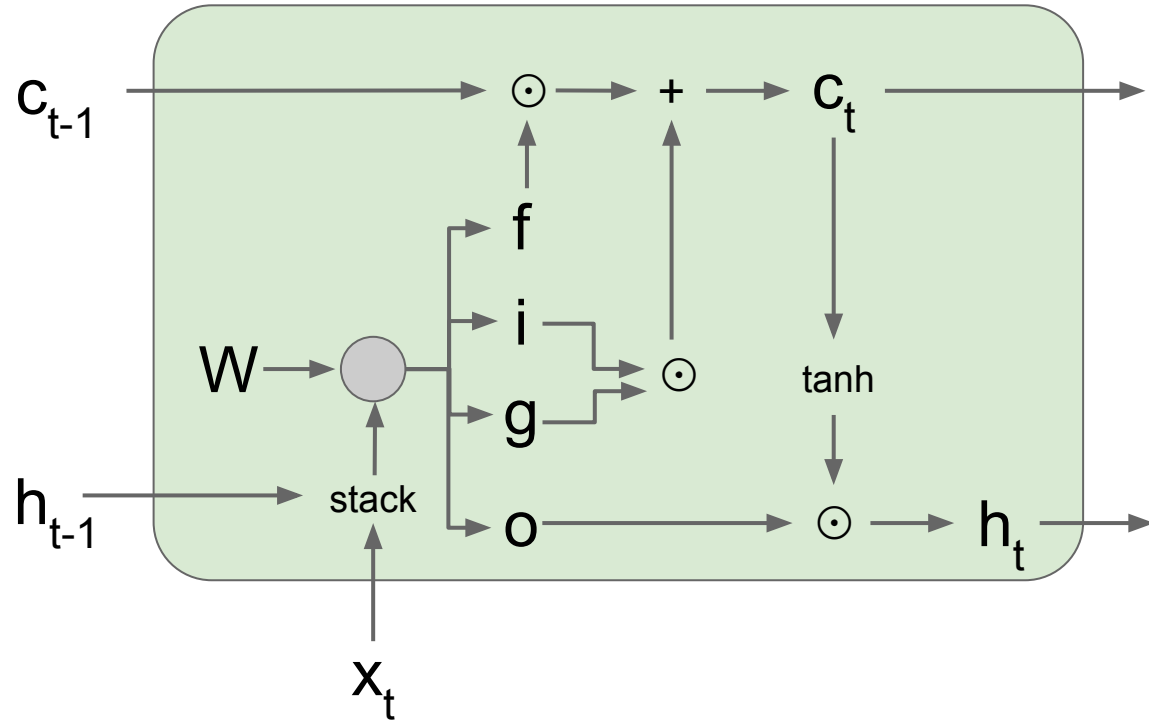 c_{t-1} ⊙ + c_t
f
i
W ⊙ tanh
g
h_{t-1} stack o ⊙ h_t
x_t